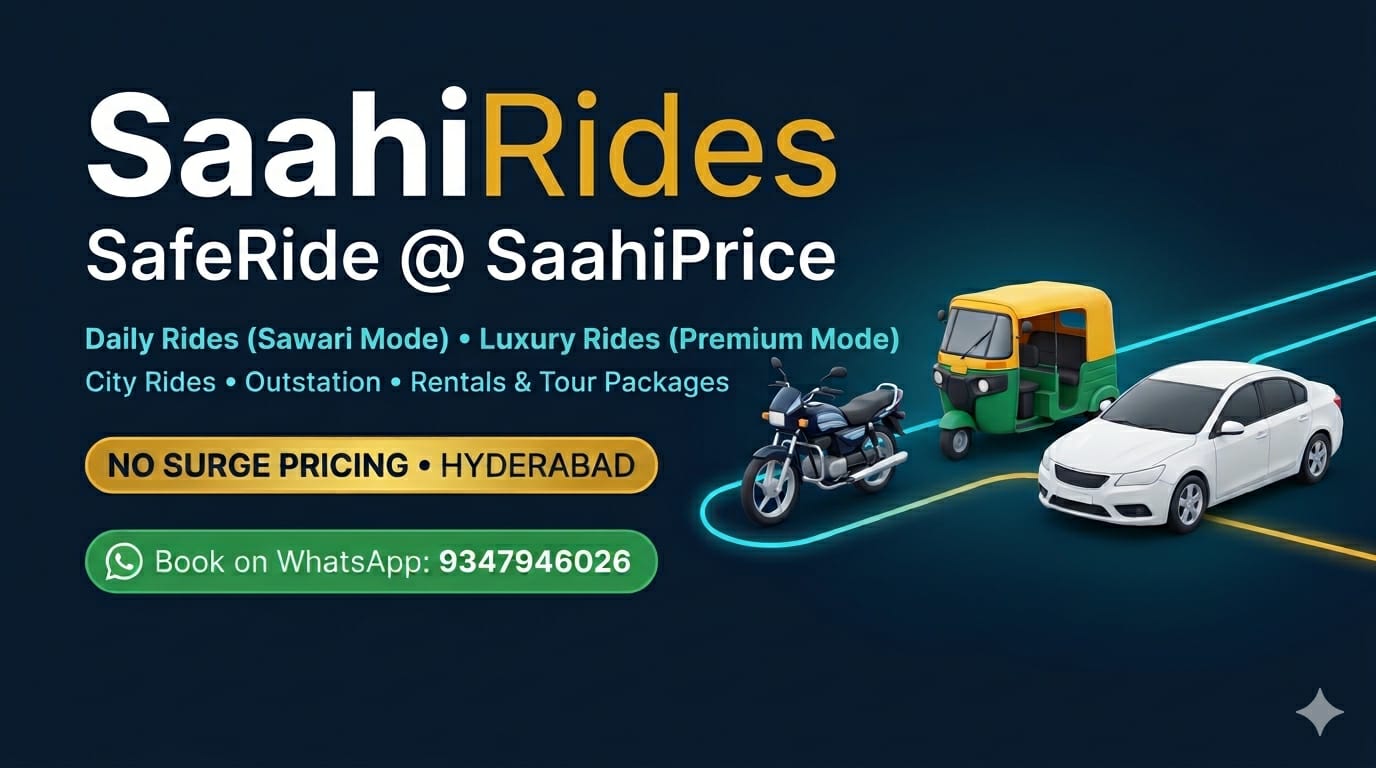 SaahiRides
SafeRide @ SaahiPrice
Daily Rides (Sawari Mode) • Luxury Rides (Premium Mode)
City Rides • Outstation • Rentals & Tour Packages
NO SURGE PRICING • HYDERABAD
Book on WhatsApp: 9347946026